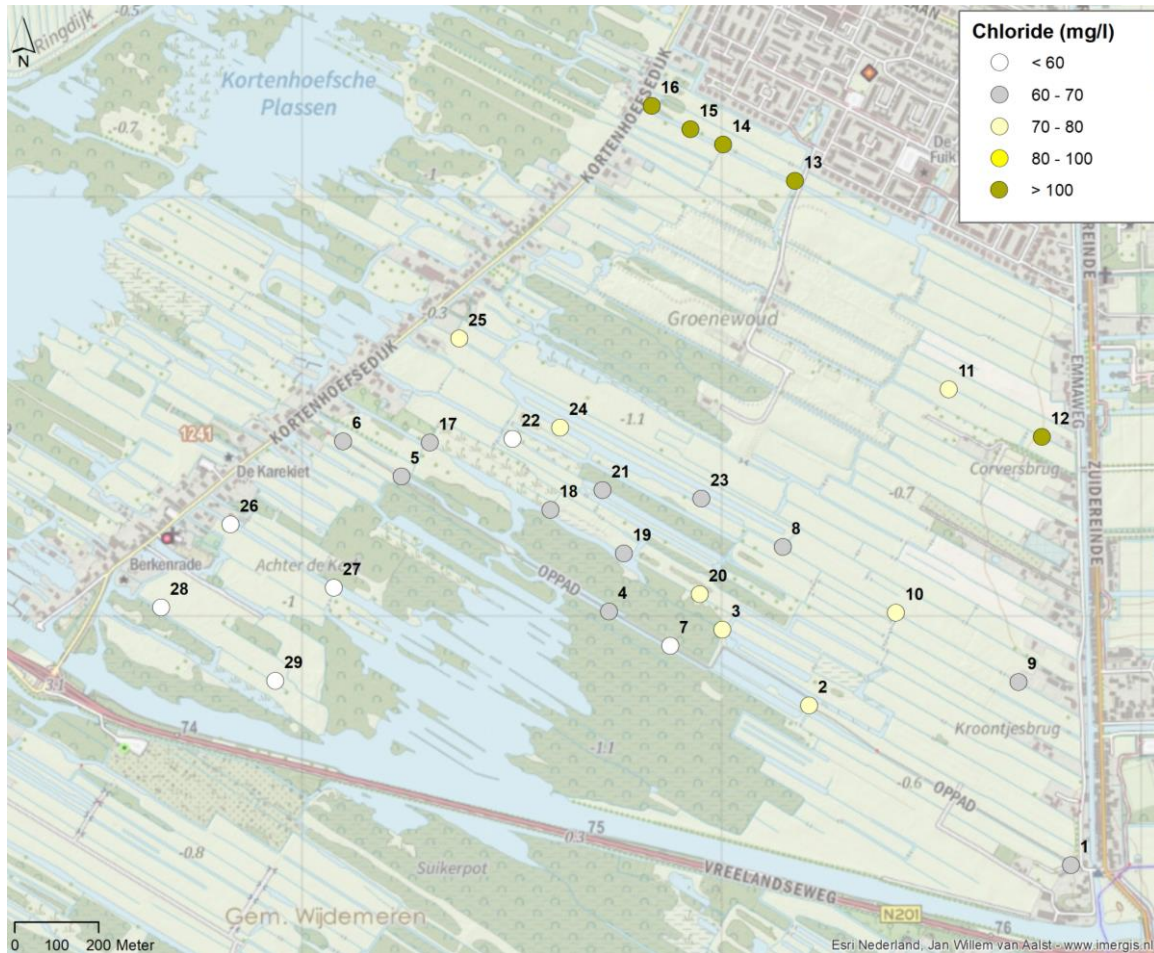 Ringdijk
-0.5
N
Kortenhoefsche
Plassen
-0.7
-1
KORTENHOEFSEDIJK
-0.3
KORTENHOEFSEDIJK
Chloride (mg/l)
< 60
60 - 70
70 - 80
80 - 100
> 100
De
Fuik
REINDE
16
15
14
13
Groenewoud
25
11
24
-1.1
22
12
EMMAWEG
ZUIDEREINDE
Corversbrug
6
17
1241
De Karekiet
5
21
23
-0.7
18
26
8
19
Berkenrade
Achter de
27
OPPAD
20
28
-1
4
3
10
7
9
29
2
Kroontjesbrug
3.1
74
-1.1
-0.6
OPPAD
75
0.3
1
-0.8
Suikerpot
VREELANDSEWEG
N201
Gem. Wijdemeren
76
0 100 200 Meter
Esri Nederland, Jan Willem van Aalst - www.imergis.nl